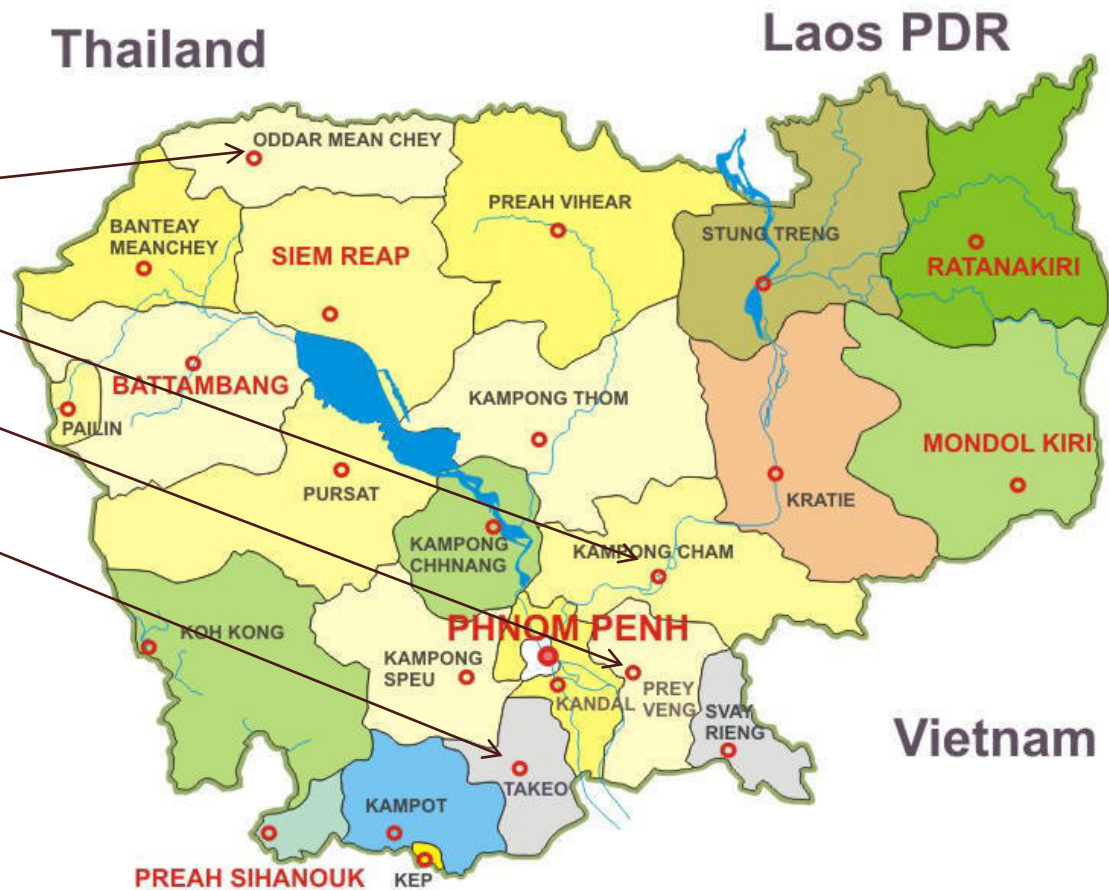 Thailand
Laos PDR
ODDAR MEAN CHEY
PREAH VIHEAR
BANTEAY
MEANCHEY
SIEM REAP
STUNG TRENG
RATANAKIRI
BATTAMBANG
PAILIN
KAMPONG THOM
MONDOL KIRI
PURSAT
KRATIE
KAMPONG
CHHNANG
KAMPONG CHAM
KOH KONG
PHNOM PENH
KAMPONG
SPEU
KANDAL
PREY
VENG
SVAY
RIENG
Vietnam
TAKEO
KAMPOT
PREAH SIHANOUK
KEP